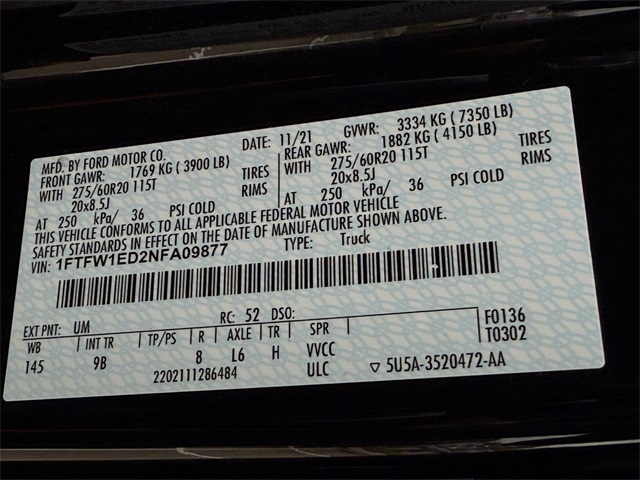 MFD. BY FORD MOTOR CO. DATE: 11/21 GVWR: 3334 KG ( 7350 LB)
FRONT GAWR: 1769 KG ( 3900 LB) REAR GAWR: 1882 KG ( 4150 LB)
WITH 275/60R20 115T TIRES WITH 275/60R20 115T TIRES
20x8.5J RIMS 20x8.5J RIMS
AT 250 kPa/ 36 PSI COLD AT 250 kPa/ 36 PSI COLD
THIS VEHICLE CONFORMS TO ALL APPLICABLE FEDERAL MOTOR VEHICLE
SAFETY STANDARDS IN EFFECT ON THE DATE OF MANUFACTURE SHOWN ABOVE.
VIN: 1FTFW1ED2NFA09877 TYPE: Truck
EXT PNT: UM RC: 52 DSO: F0136
WB INT TR TP/PS R AXLE TR SPR T0302
145 9B 8 L6 H VVCC
2202111286484 ULC ▽ 5U5A-3520472-AA